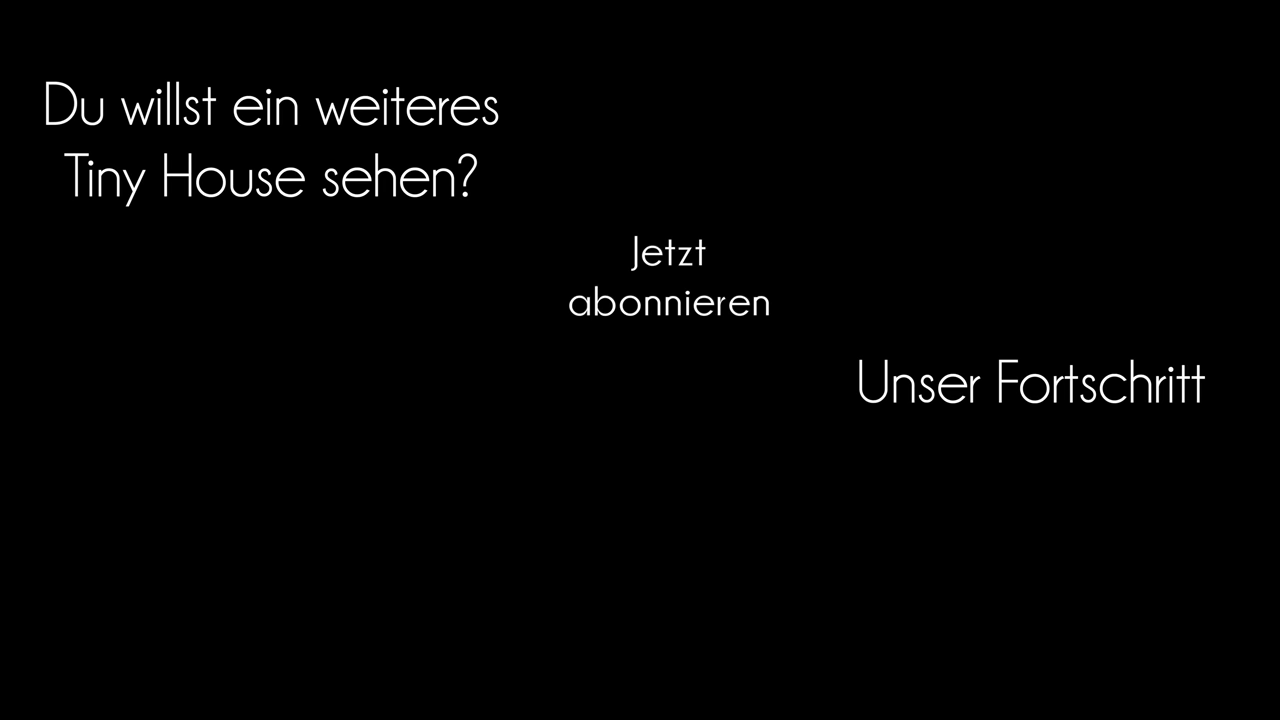 Du willst ein weiteres
Tiny House sehen?
Jetzt
abonnieren
Unser Fortschritt